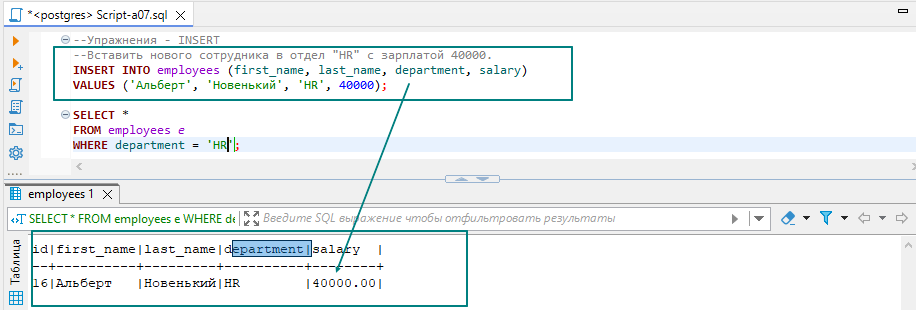 *<postgres> Script-a07.sql
--Упражнения - INSERT
--Вставить нового сотрудника в отдел "HR" с зарплатой 40000.
INSERT INTO employees (first_name, last_name, department, salary)
VALUES ('Альберт', 'Новенький', 'HR', 40000);
SELECT *
FROM employees e
WHERE department = 'HR';
employees 1
SELECT * FROM employees e WHERE de
Введите SQL выражение чтобы отфильтровать результаты
Таблица
id|first_name|last_name|department|salary |
--+----------+---------+----------+--------+
16|Альберт |Новенький|HR |40000.00|